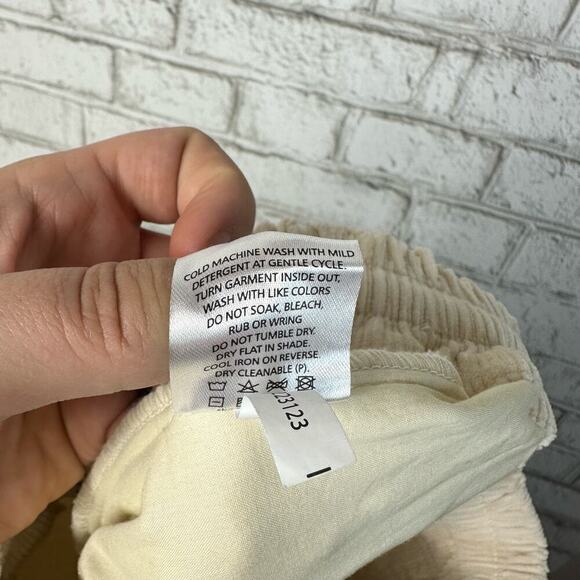 COLD MACHINE WASH WITH MILD
DETERGENT AT GENTLE CYCLE.
TURN GARMENT INSIDE OUT,
WASH WITH LIKE COLORS
DO NOT SOAK, BLEACH,
RUB OR WRING
DO NOT TUMBLE DRY.
DRY FLAT IN SHADE.
COOL IRON ON REVERSE.
DRY CLEANABLE (P).
23123